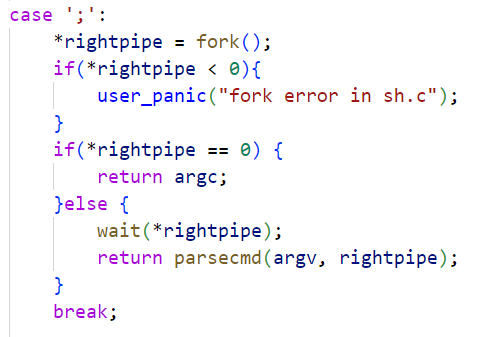 case ';':
    *rightpipe = fork();
    if(*rightpipe < 0){
        user_panic("fork error in sh.c");
    }
    if(*rightpipe == 0) {
        return argc;
    }else {
        wait(*rightpipe);
        return parsecmd(argv, rightpipe);
    }
    break;